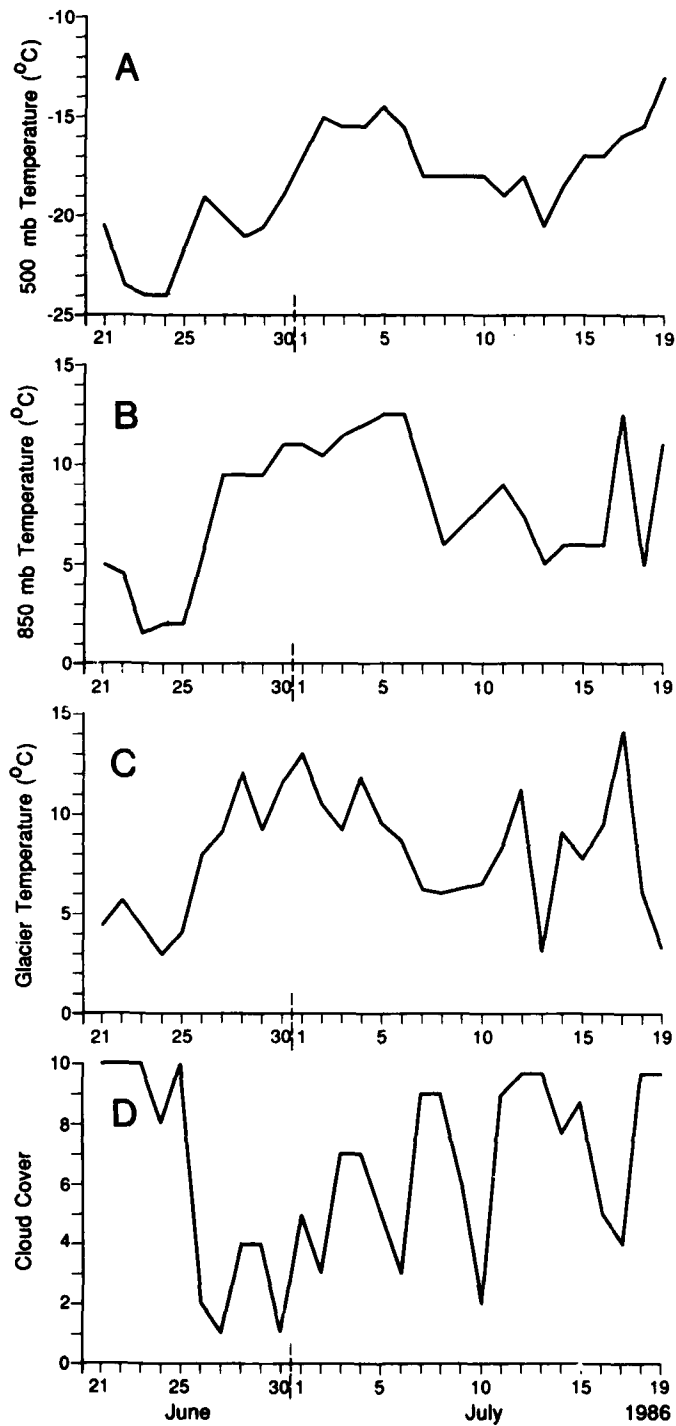 -10
A
500 mb Temperature (°C)
-15
-20
-25
21 25 30 1 5 10 15 19
15
B
850 mb Temperature (°C)
10
5
0
21 25 30 1 5 10 15 19
15
C
Glacier Temperature (°C)
10
5
0
21 25 30 1 5 10 15 19
10
D
Cloud Cover
8
6
4
2
0
21 25 30 1 5 10 15 19
June July 1986